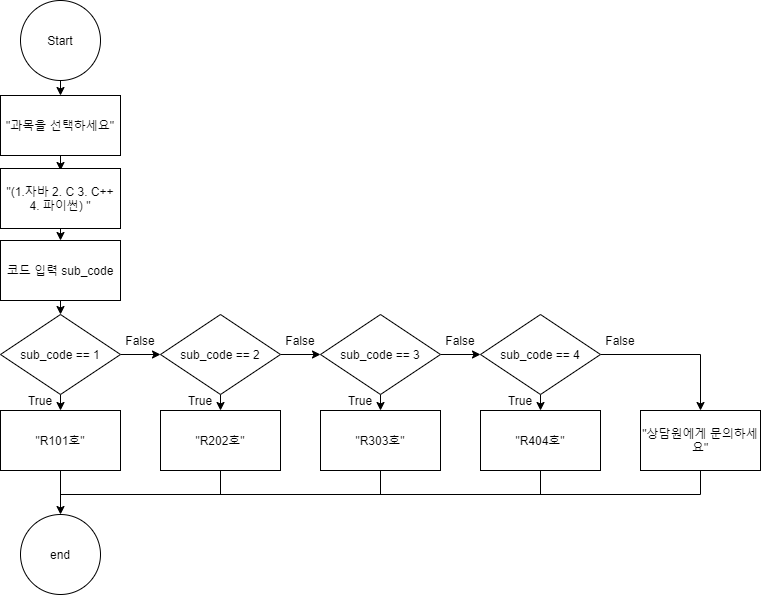 Start
"과목을 선택하세요"
"(1.자바 2. C 3. C++
4. 파이썬) "
코드 입력 sub_code
False
False
False
False
sub_code == 1
sub_code == 2
sub_code == 3
sub_code == 4
True
True
True
True
"R101호"
"R202호"
"R303호"
"R404호"
"상담원에게 문의하세
요"
end